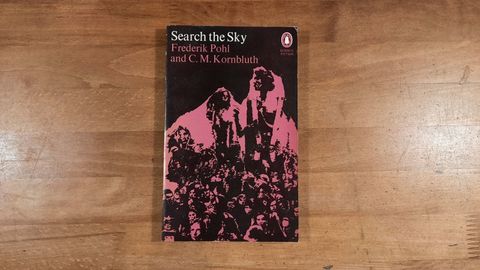 Search the Sky
Frederik Pohl
and C. M. Kornbluth